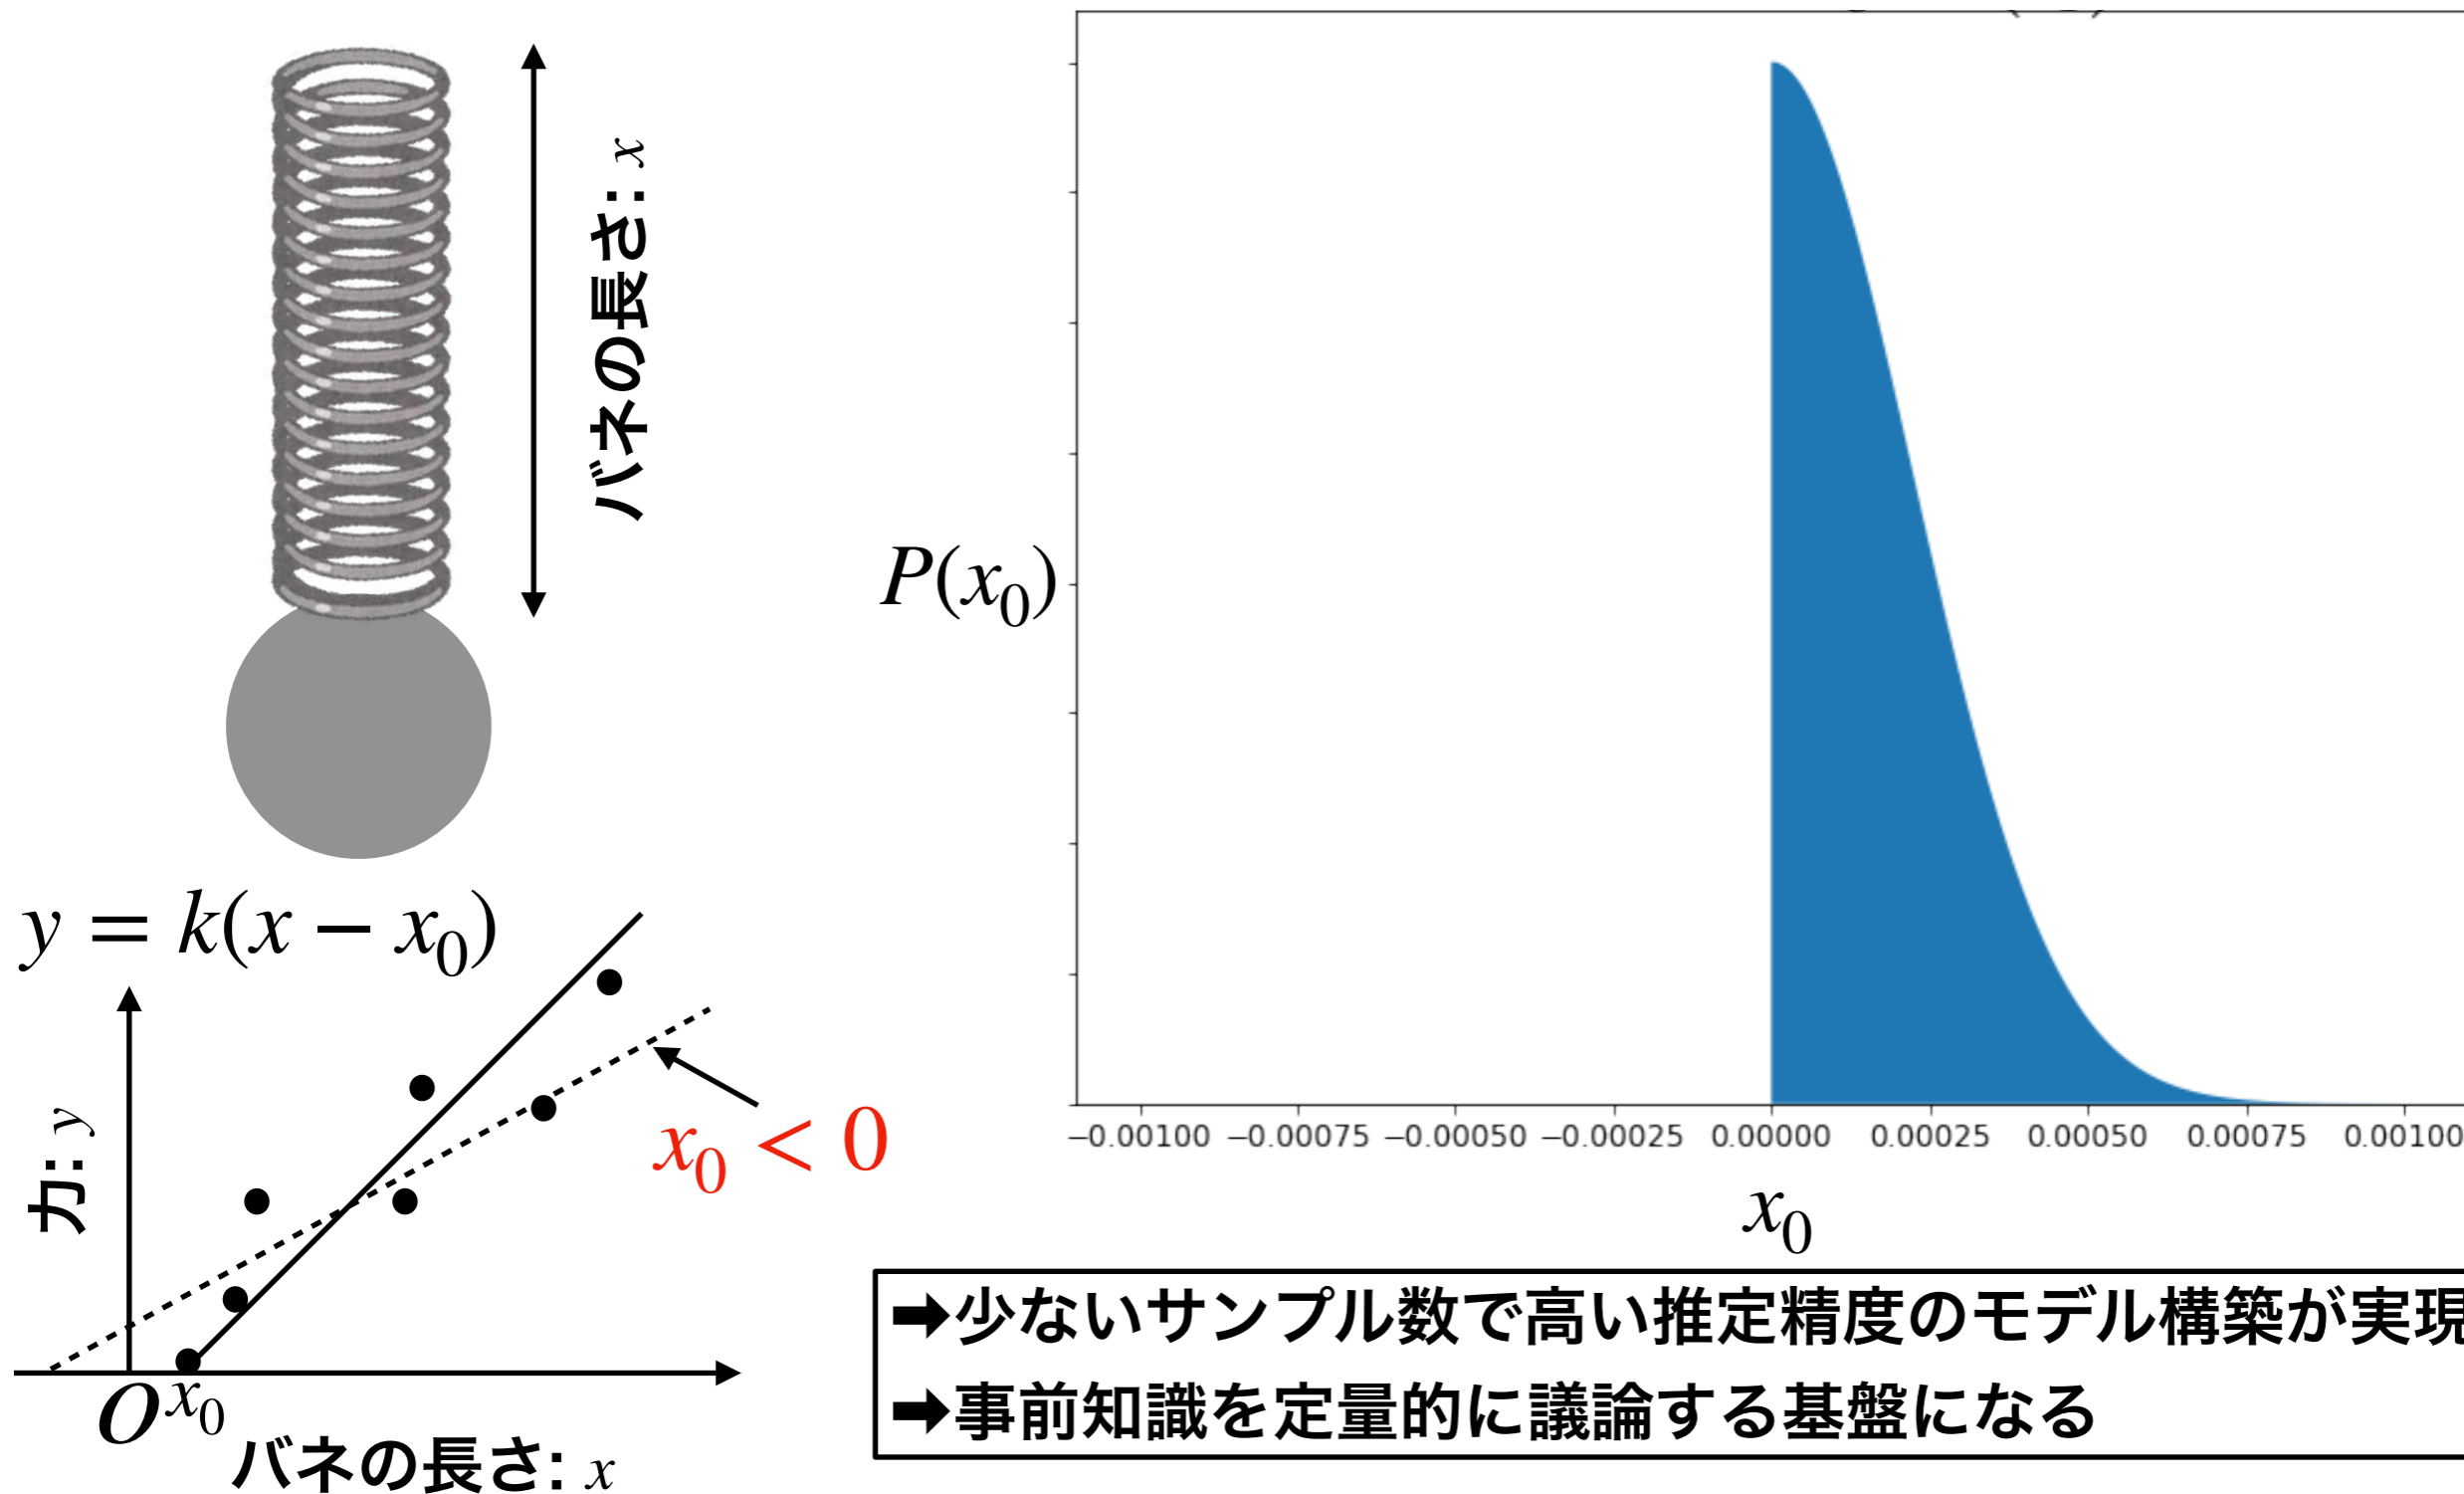 バネの長さ: x
y = k(x − x₀)
力: y
x₀ < 0
O
x₀
バネの長さ: x
P(x₀)
−0.00100 −0.00075 −0.00050 −0.00025 0.00000 0.00025 0.00050 0.00075 0.00100
x₀
➡少ないサンプル数で高い推定精度のモデル構築が実現
➡事前知識を定量的に議論する基盤になる